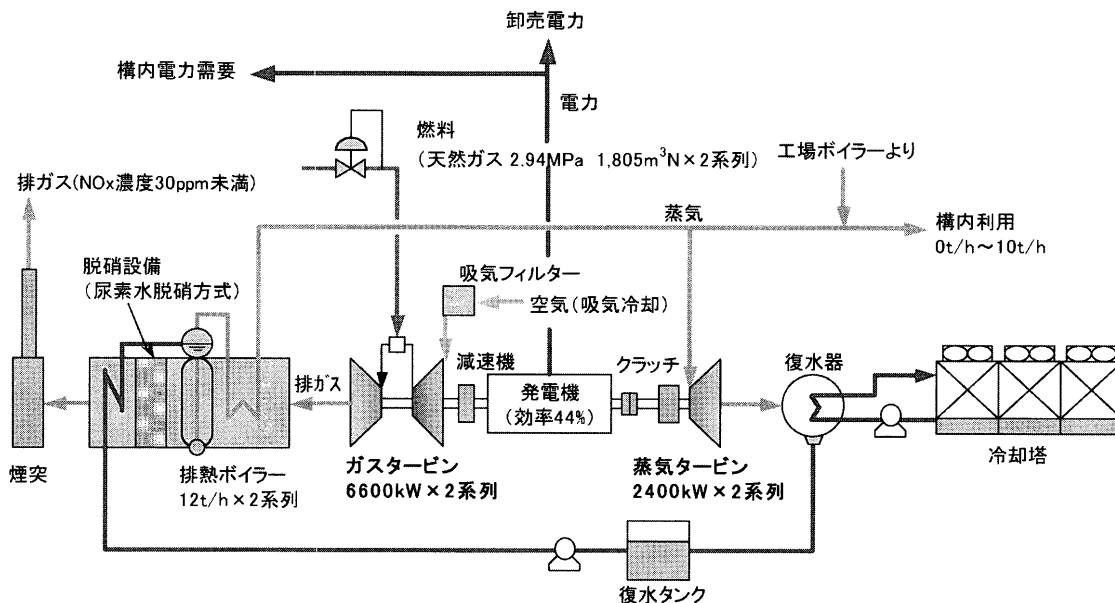 卸売電力
構内電力需要
電力
燃料
(天然ガス 2.94MPa 1,805m³N×2系列)
工場ボイラーより
排ガス(NOx濃度30ppm未満)
蒸気
構内利用
0t/h～10t/h
脱硝設備
(尿素水脱硝方式)
吸気フィルター
空気(吸気冷却)
減速機
クラッチ
復水器
排ガス
発電機
(効率44%)
煙突
排熱ボイラー
12t/h×2系列
ガスタービン
6600kW×2系列
蒸気タービン
2400kW×2系列
冷却塔
復水タンク